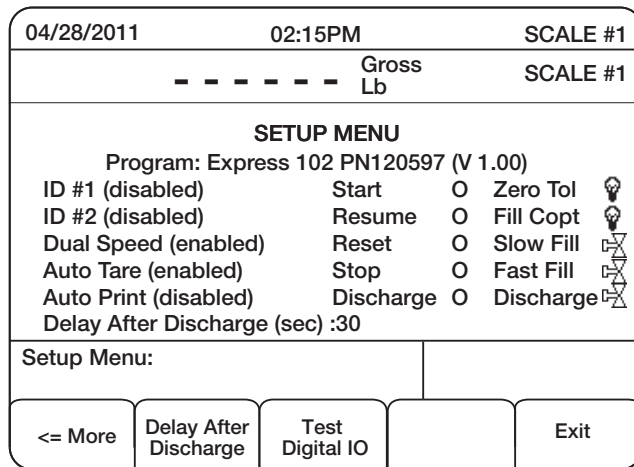 04/28/2011 02:15PM SCALE #1
- - - - - - Gross Lb SCALE #1
SETUP MENU
Program: Express 102 PN120597 (V 1.00)
ID #1 (disabled) Start O Zero Tol
ID #2 (disabled) Resume O Fill Copt
Dual Speed (enabled) Reset O Slow Fill
Auto Tare (enabled) Stop O Fast Fill
Auto Print (disabled) Discharge O Discharge
Delay After Discharge (sec) :30
Setup Menu:
<= More Delay After Discharge Test Digital IO Exit